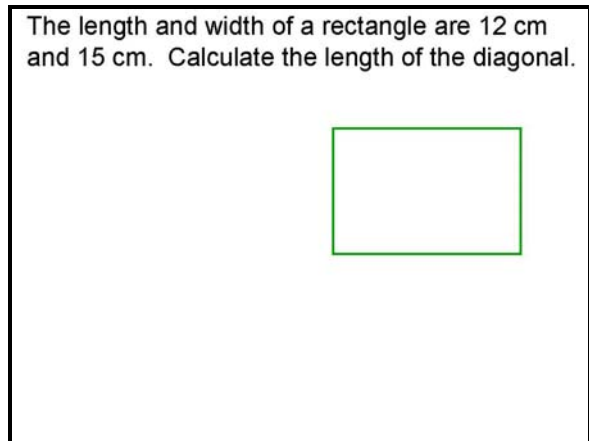 The length and width of a rectangle are 12 cm
and 15 cm.  Calculate the length of the diagonal.